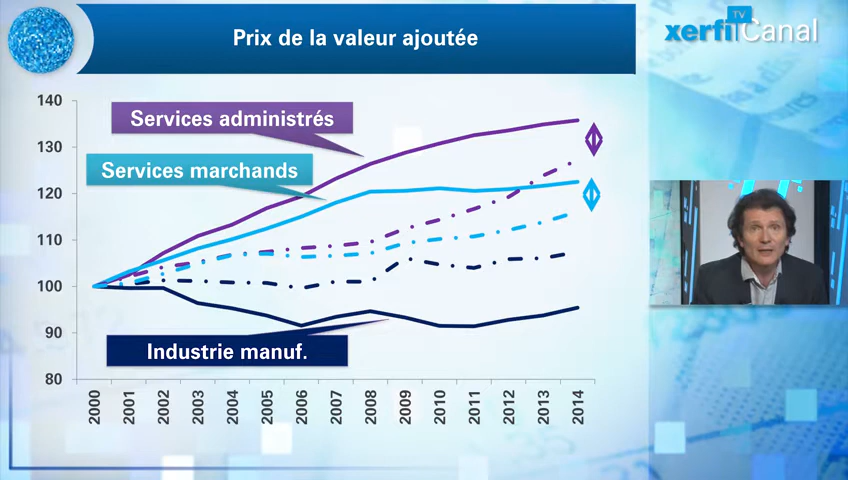 Prix de la valeur ajoutée
xerfi TV Canal
140
Services administrés
130
Services marchands
120
110
100
90
Industrie manuf.
80
2000 2001 2002 2003 2004 2005 2006 2007 2008 2009 2010 2011 2012 2013 2014